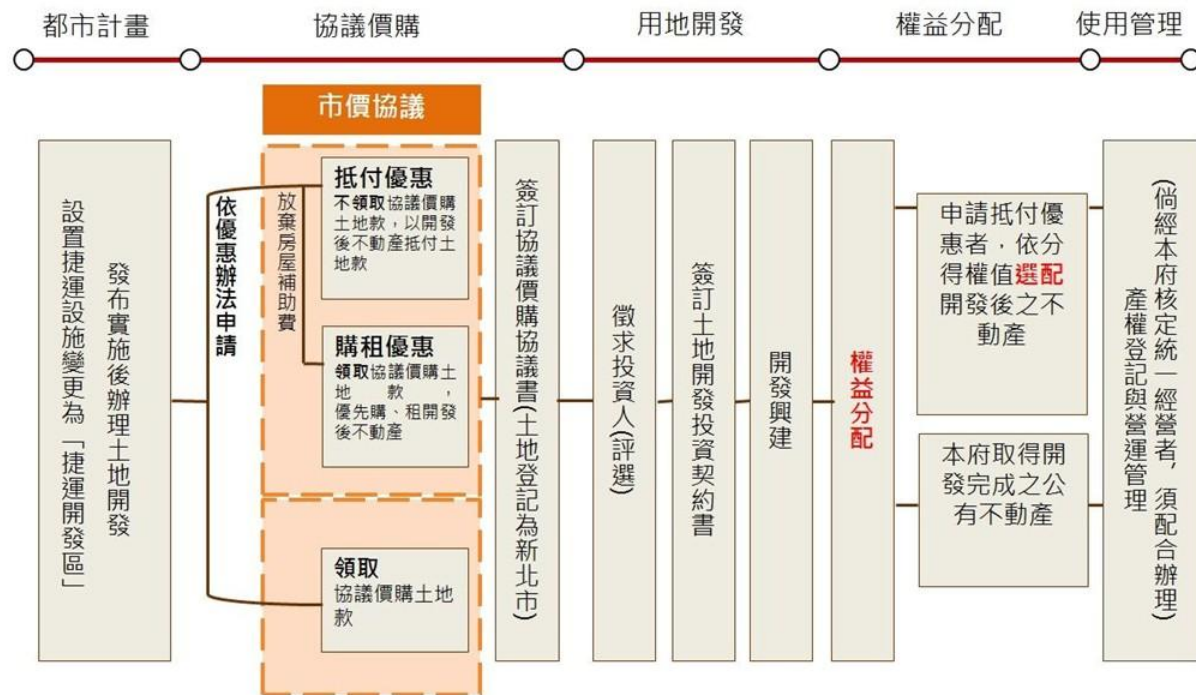 都市計畫
協議價購
用地開發
權益分配
使用管理
市價協議
設置捷運設施變更為「捷運開發區」
發布實施後辦理土地開發
依優惠辦法申請
放棄房屋補助費
抵付優惠
不領取協議價購
土地款，以開發
後不動產抵付土
地款
購租優惠
領取協議價購土
地款，
優先購、租開發
後不動產
領取
協議價購土地
款
簽訂協議價購協議書(土地登記為新北市)
徵求投資人(評選)
簽訂土地開發投資契約書
開發興建
權益分配
申請抵付優
惠者，依分
得權值選配
開發後之不
動產
本府取得開
發完成之公
有不動產
產權登記與營運管理
(倘經本府核定統一經營者，須配合辦理)